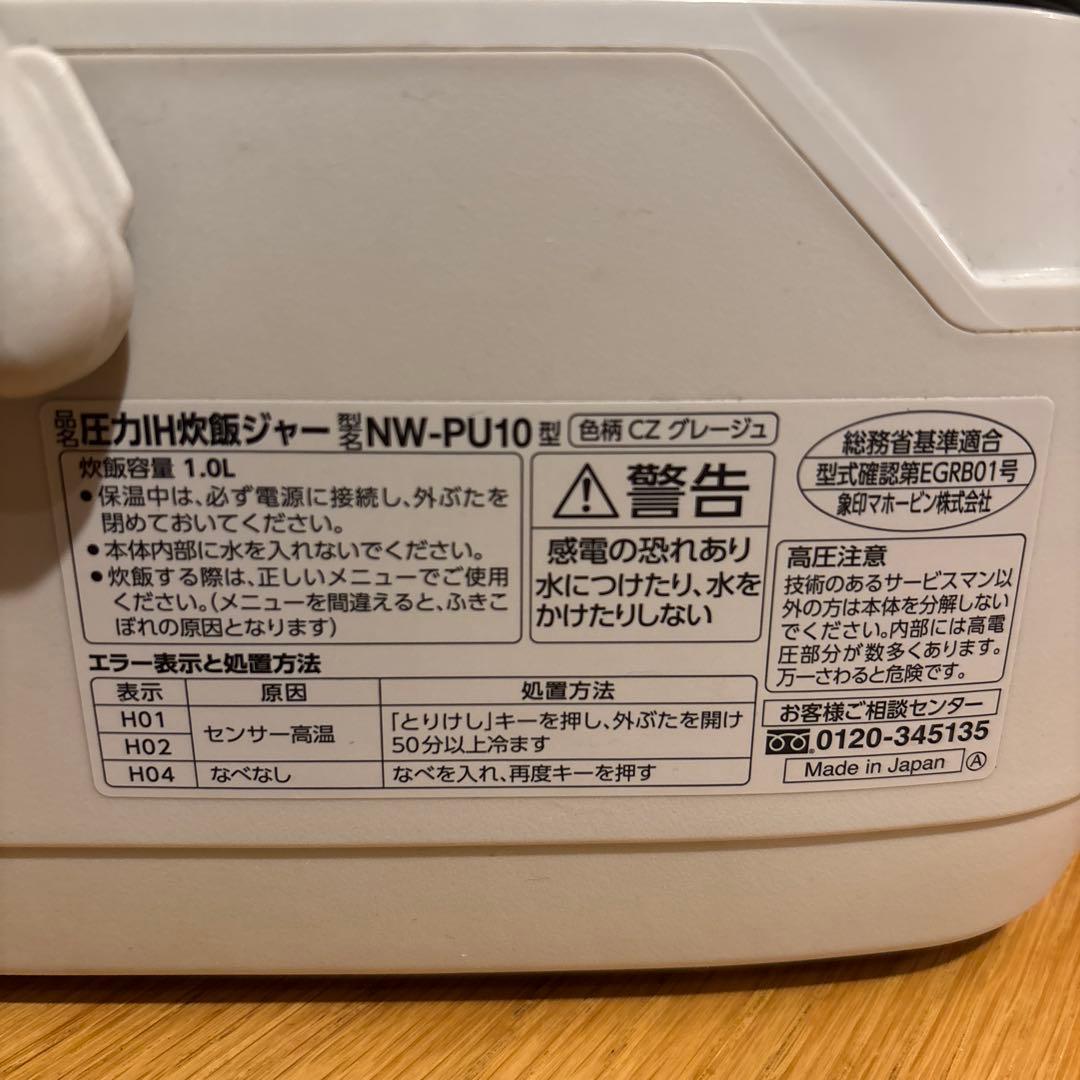 品名 圧力IH炊飯ジャー 型名 NW-PU10型 色柄 CZ グレージュ
炊飯容量 1.0L
●保温中は、必ず電源に接続し、外ぶたを
閉めておいてください。
●本体内部に水を入れないでください。
●炊飯する際は、正しいメニューでご使用
ください。(メニューを間違えると、ふきこ
ぼれの原因となります)
警告
感電の恐れあり
水につけたり、水を
かけたりしない
総務省基準適合
型式確認第EGRB01号
象印マホービン株式会社
高圧注意
技術のあるサービスマン以
外の方は本体を分解しない
でください。内部には高電
圧部分が数多くあります。
万一さわると危険です。
エラー表示と処置方法
表示 原因 処置方法
H01 センサー高温 「とりけし」キーを押し、外ぶたを開け
H02 50分以上冷ます
H04 なべなし なべを入れ、再度キーを押す
お客様ご相談センター
0120-345135
Made in Japan Ⓐ